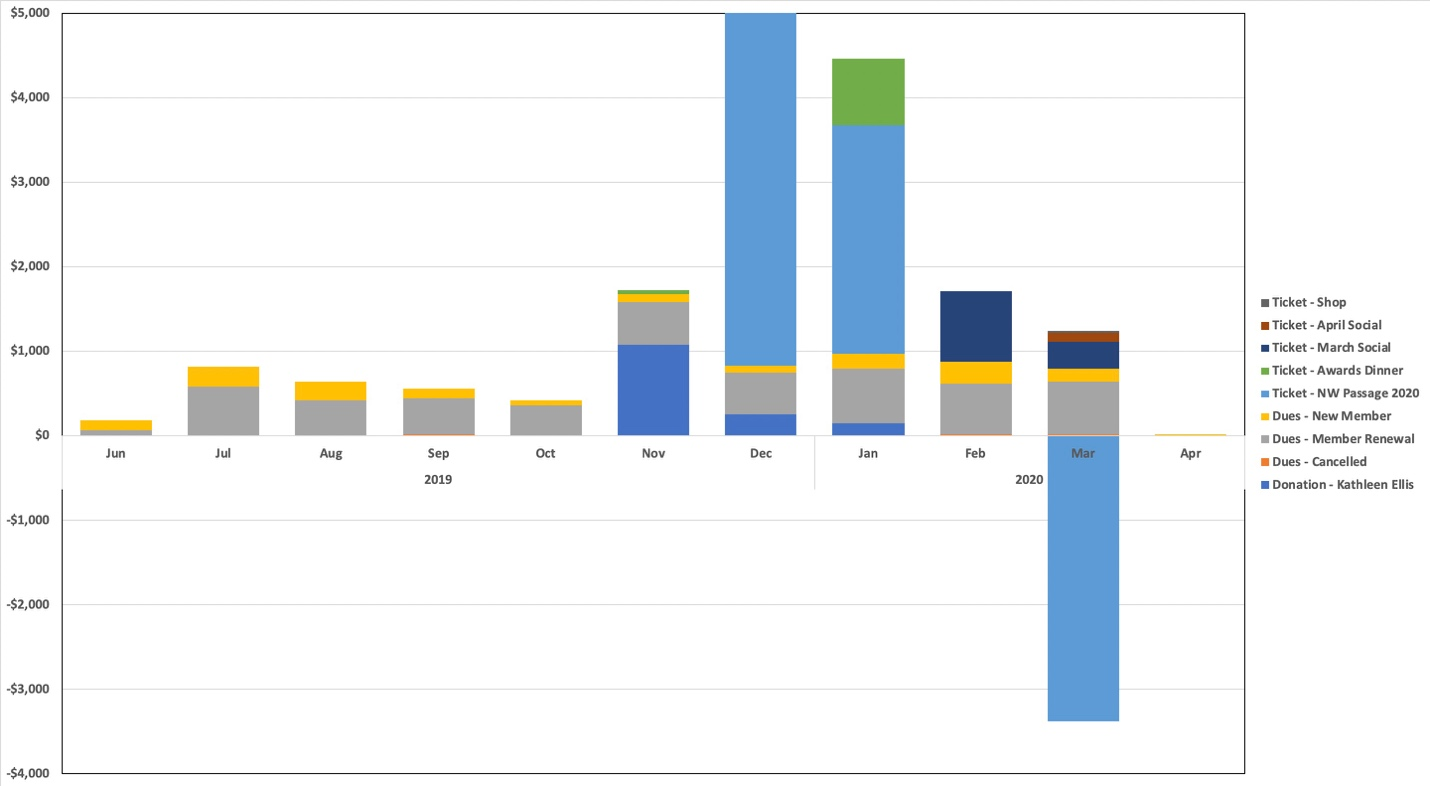 $5,000
$4,000
$3,000
$2,000
$1,000
$0
Jun Jul Aug Sep Oct Nov Dec Jan Feb Mar Apr
2019 2020
-$1,000
-$2,000
-$3,000
-$4,000
Ticket - Shop
Ticket - April Social
Ticket - March Social
Ticket - Awards Dinner
Ticket - NW Passage 2020
Dues - New Member
Dues - Member Renewal
Dues - Cancelled
Donation - Kathleen Ellis